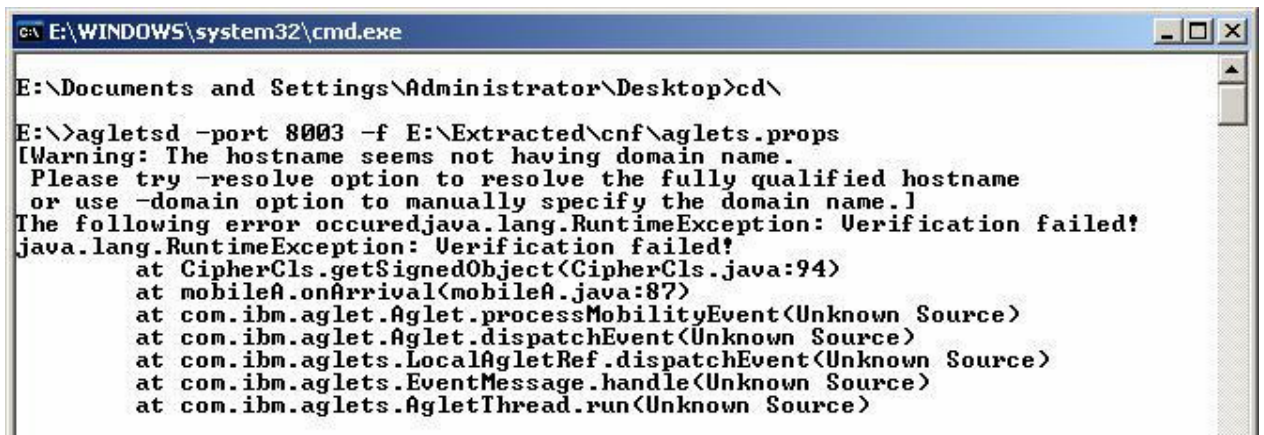 E:\WINDOWS\system32\cmd.exe
E:\Documents and Settings\Administrator\Desktop>cd\
E:\>agletsd -port 8003 -f E:\Extracted\cnf\aglets.props
[Warning: The hostname seems not having domain name.
 Please try -resolve option to resolve the fully qualified hostname
 or use -domain option to manually specify the domain name.]
The following error occuredjava.lang.RuntimeException: Verification failed!
java.lang.RuntimeException: Verification failed!
        at CipherCls.getSignedObject(CipherCls.java:94)
        at mobileA.onArrival(mobileA.java:87)
        at com.ibm.aglet.Aglet.processMobilityEvent(Unknown Source)
        at com.ibm.aglet.Aglet.dispatchEvent(Unknown Source)
        at com.ibm.aglets.LocalAgletRef.dispatchEvent(Unknown Source)
        at com.ibm.aglets.EventMessage.handle(Unknown Source)
        at com.ibm.aglets.AgletThread.run(Unknown Source)